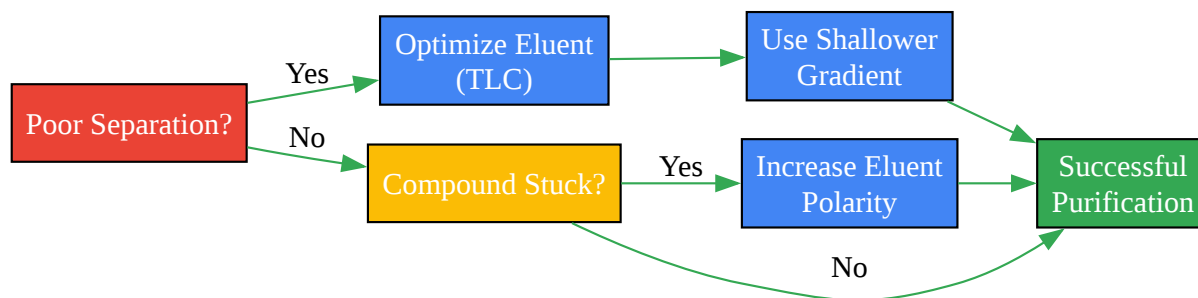 Poor Separation?
Yes
Optimize Eluent
(TLC)
Use Shallower
Gradient
No
Compound Stuck?
Yes
Increase Eluent
Polarity
Successful
Purification
No